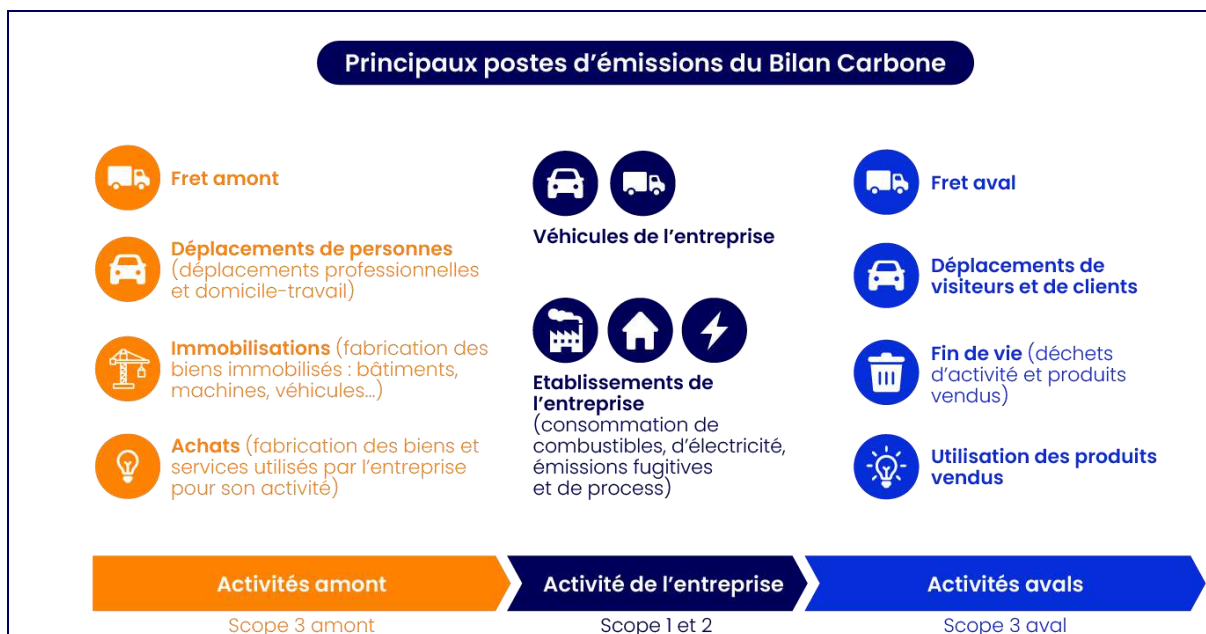 Principaux postes d'émissions du Bilan Carbone
Fret amont
Déplacements de personnes
(déplacements professionnelles
et domicile-travail)
Immobilisations (fabrication des
biens immobilisés : bâtiments,
machines, véhicules...)
Achats (fabrication des biens et
services utilisés par l'entreprise
pour son activité)
Véhicules de l'entreprise
Etablissements de
l'entreprise
(consommation de
combustibles, d'électricité,
émissions fugitives
et de process)
Fret aval
Déplacements de
visiteurs et de clients
Fin de vie (déchets
d'activité et produits
vendus)
Utilisation des produits
vendus
Activités amont
Activité de l'entreprise
Activités avals
Scope 3 amont
Scope 1 et 2
Scope 3 aval